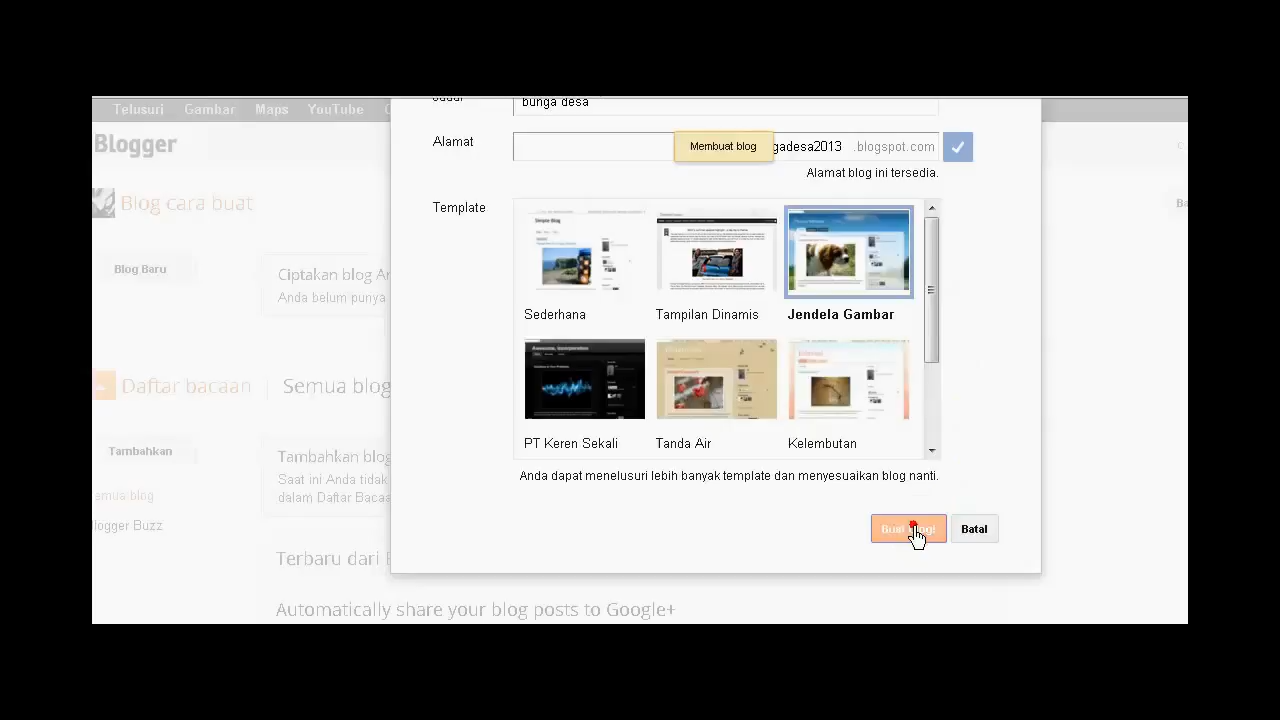 Telusuri Gambar Maps YouTube
Blogger
Blog cara buat
Blog Baru
Ciptakan blog
Anda belum punya
Daftar bacaan
Semua blog
Tambahkan
Tambahkan blog
Saat ini Anda tidak
dalam Daftar
emua blog
logger Buzz
Terbaru dari
Automatically share your blog posts to Google+
bunga desa
Alamat
Membuat blog
gadesa2013 .blogspot.com
Alamat blog ini tersedia.
Template
Sederhana
Tampilan Dinamis
Jendela Gambar
PT Keren Sekali
Tanda Air
Kelembutan
Anda dapat menelusuri lebih banyak template dan menyesuaikan blog nanti.
Batal